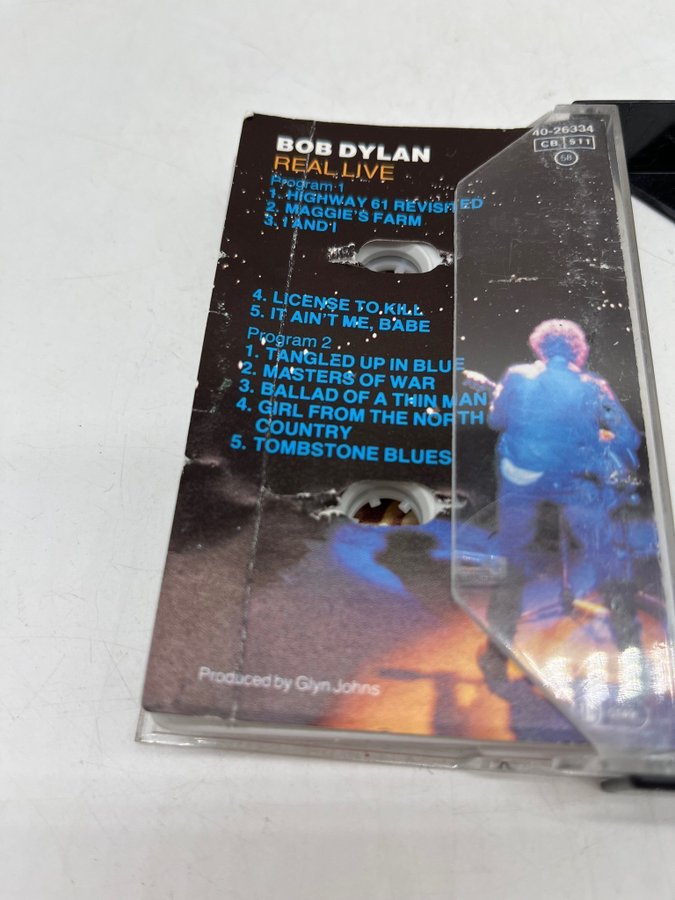 40-26334
CB 511
58
BOB DYLAN
REAL LIVE
Program 1
1. HIGHWAY 61 REVISITED
2. MAGGIE'S FARM
3. I AND I
4. LICENSE TO KILL
5. IT AIN'T ME, BABE
Program 2
1. TANGLED UP IN BLUE
2. MASTERS OF WAR
3. BALLAD OF A THIN MAN
4. GIRL FROM THE NORTH
COUNTRY
5. TOMBSTONE BLUES
Produced by Glyn Johns